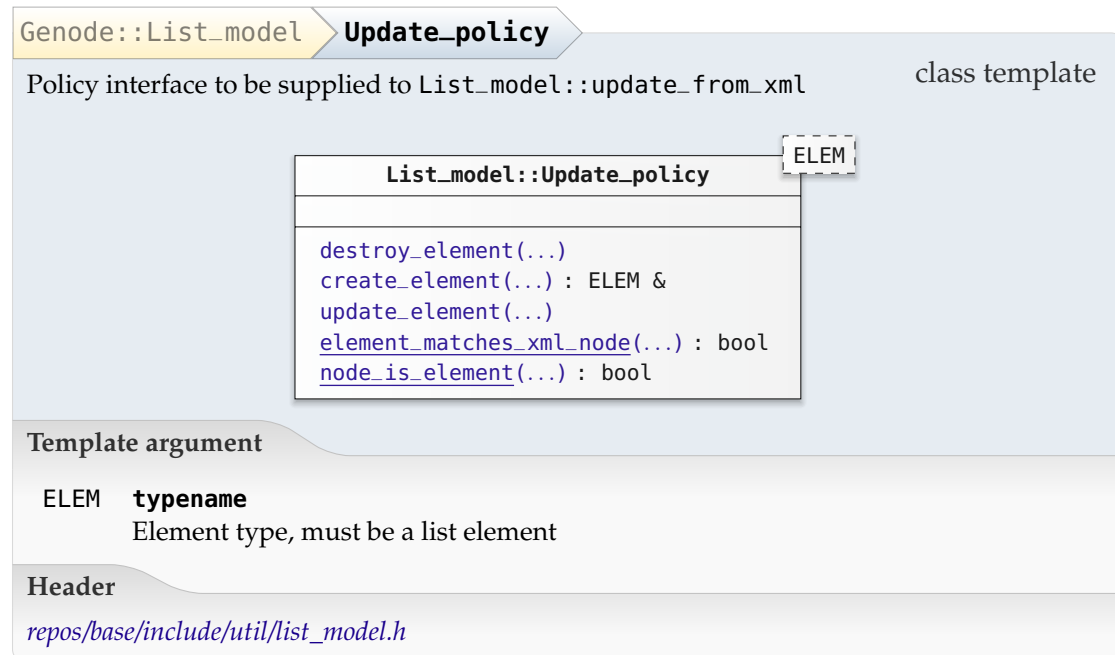 Genode::List_model Update_policy
class template
Policy interface to be supplied to List_model::update_from_xml
ELEM
List_model::Update_policy
destroy_element(...)
create_element(...) : ELEM &
update_element(...)
element_matches_xml_node(...) : bool
node_is_element(...) : bool
Template argument
ELEM typename
Element type, must be a list element
Header
repos/base/include/util/list_model.h